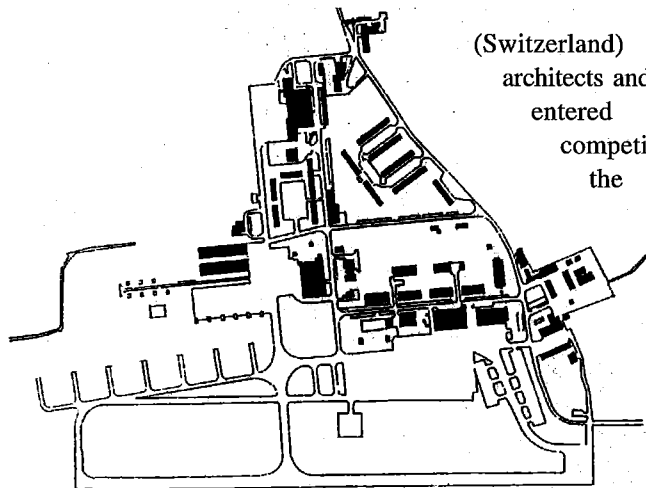 (Switzerland)
architects and
entered
competi
the